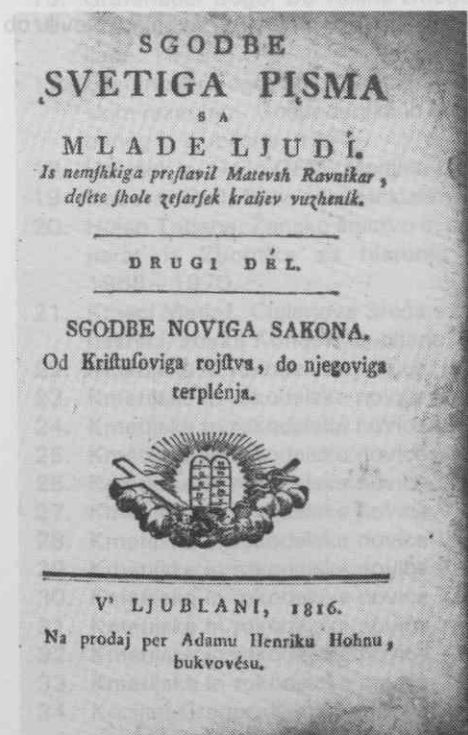 SGODBE
SVETIGA PISMA
SA
MLADE LJUDÍ.
Is nemſhkiga preſtavil Matevsh Ravnikar,
deſete ſhole zeſarſek kraljev vuzhenik.
DRUGI DÉL.
SGODBE NOVIGA SAKONA.
Od Kriſtuſoviga rojſtva, do njegoviga
terplénja.
V' LJUBLANI, 1816.
Na prodaj per Adamu Henriku Hohnu,
bukvovésu.